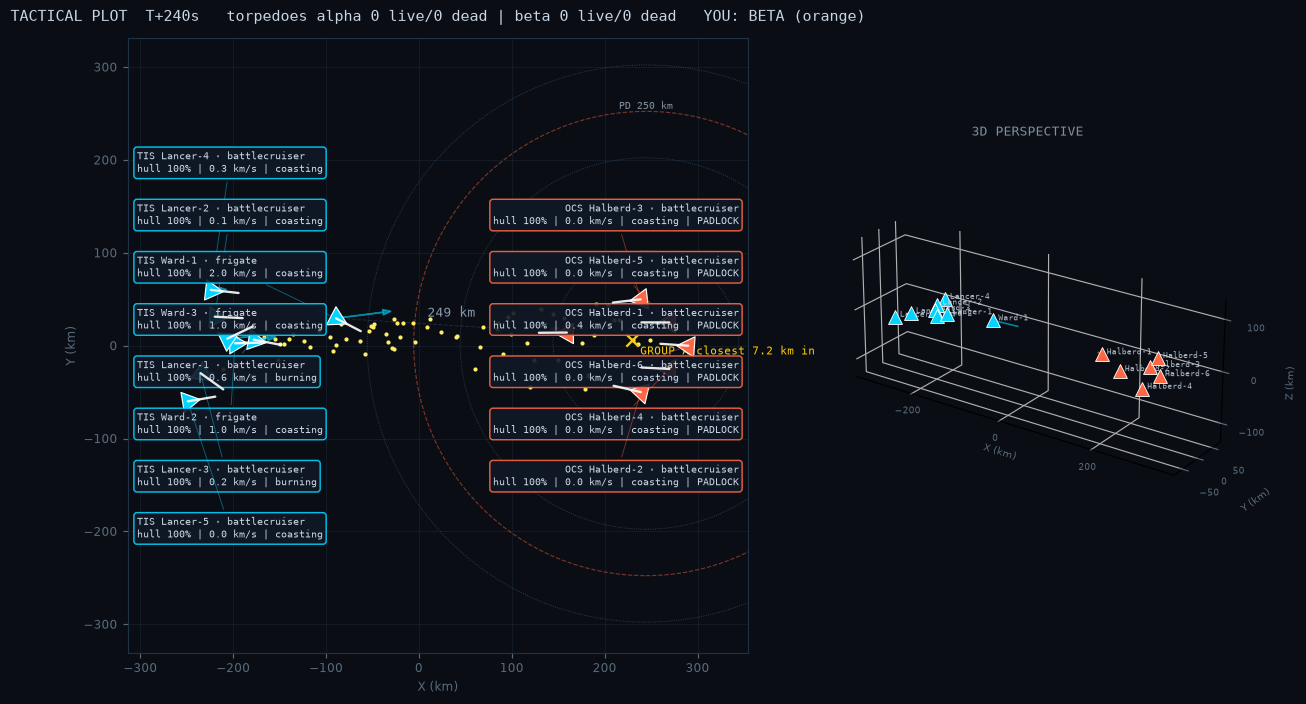 TACTICAL PLOT  T+240s   torpedoes alpha 0 live/0 dead | beta 0 live/0 dead   YOU: BETA (orange)
300
200
100
0
−100
−200
−300
Y (km)
−300
−200
−100
0
100
200
300
X (km)
PD 250 km
249 km
TIS Lancer-4 · battlecruiser
hull 100% | 0.3 km/s | coasting
TIS Lancer-2 · battlecruiser
hull 100% | 0.1 km/s | coasting
TIS Ward-1 · frigate
hull 100% | 2.0 km/s | coasting
TIS Ward-3 · frigate
hull 100% | 1.0 km/s | coasting
TIS Lancer-1 · battlecruiser
hull 100% | 0.6 km/s | burning
TIS Ward-2 · frigate
hull 100% | 1.0 km/s | coasting
TIS Lancer-3 · battlecruiser
hull 100% | 0.2 km/s | burning
TIS Lancer-5 · battlecruiser
hull 100% | 0.0 km/s | coasting
OCS Halberd-3 · battlecruiser
hull 100% | 0.0 km/s | coasting | PADLOCK
OCS Halberd-5 · battlecruiser
hull 100% | 0.0 km/s | coasting | PADLOCK
OCS Halberd-1 · battlecruiser
hull 100% | 0.4 km/s | coasting | PADLOCK
GROUP closest 7.2 km in
OCS Halberd-6 · battlecruiser
hull 100% | 0.0 km/s | coasting | PADLOCK
OCS Halberd-4 · battlecruiser
hull 100% | 0.0 km/s | coasting | PADLOCK
OCS Halberd-2 · battlecruiser
hull 100% | 0.0 km/s | coasting | PADLOCK
3D PERSPECTIVE
Lancer-4
Ward-1
Halberd-1
Halberd-5
Halberd-3
Halberd-6
Halberd-4
−200
0
200
X (km)
−50
0
50
Y (km)
100
0
−100
Z (km)